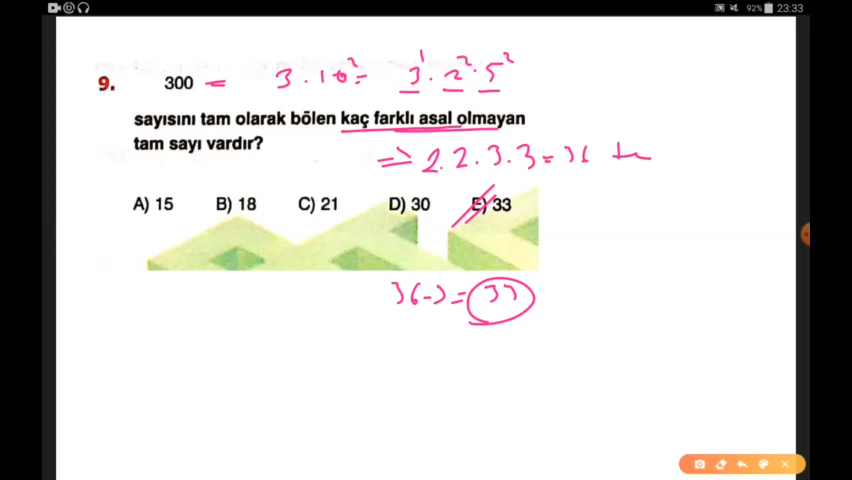 92% 23:33
9. 300 = 3 . 10² = 3¹ . 2² . 5²
sayısını tam olarak bölen kaç farklı asal olmayan
tam sayı vardır?
=> 2.2.3.3 = 36
A) 15 B) 18 C) 21 D) 30 E) 33
36-3 = 33